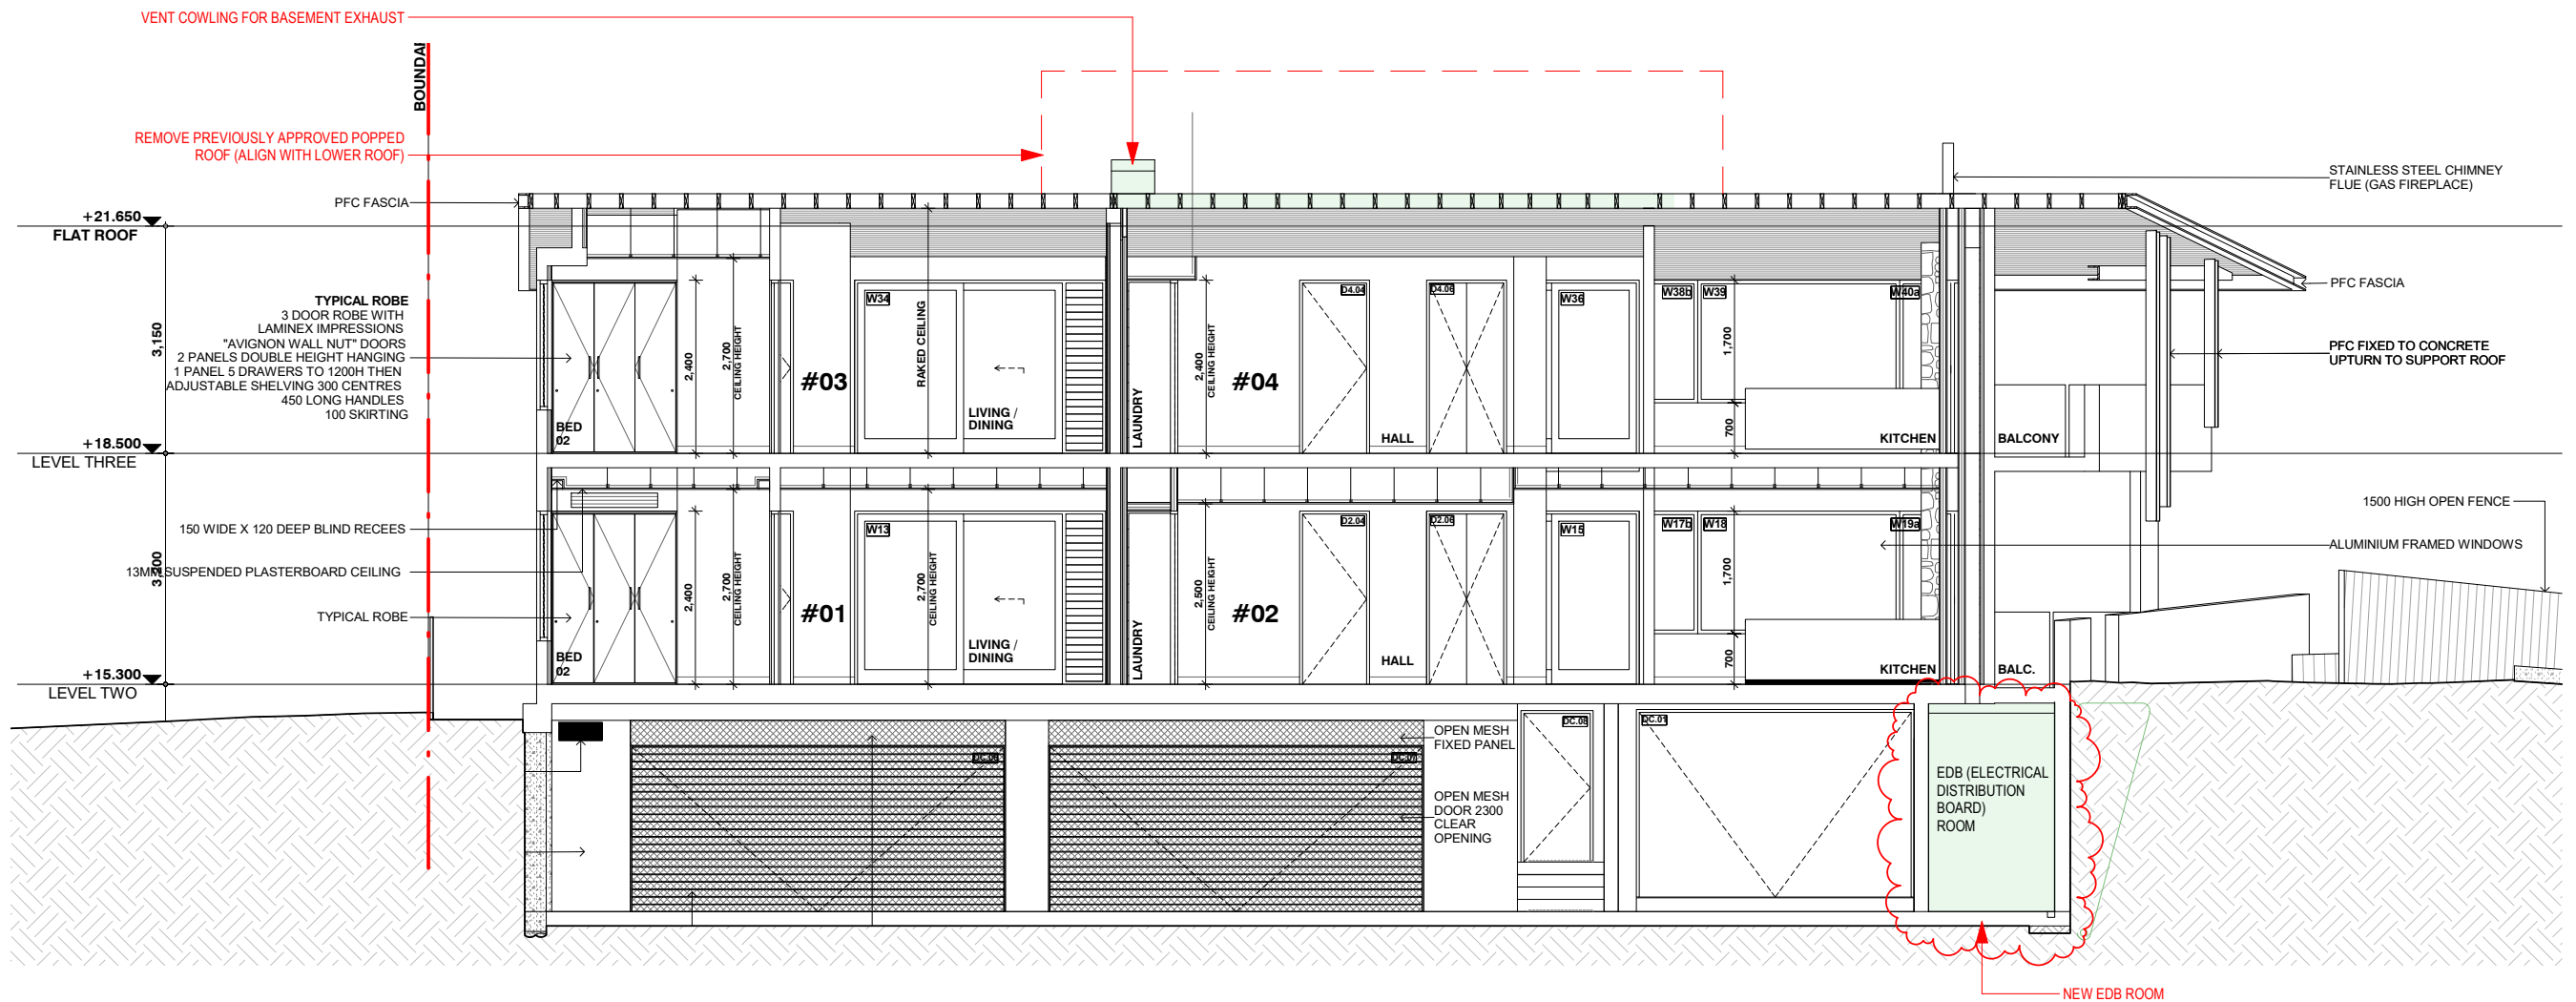 VENT COWLING FOR BASEMENT EXHAUST
BOUNDAR
REMOVE PREVIOUSLY APPROVED POPPED
ROOF (ALIGN WITH LOWER ROOF)
STAINLESS STEEL CHIMNEY
FLUE (GAS FIREPLACE)
PFC FASCIA
+21.650
FLAT ROOF
PFC FASCIA
TYPICAL ROBE
3 DOOR ROBE WITH
LAMINEX IMPRESSIONS
"AVIGNON WALL NUT" DOORS
2 PANELS DOUBLE HEIGHT HANGING
1 PANEL 5 DRAWERS TO 1200H THEN
ADJUSTABLE SHELVING 300 CENTRES
450 LONG HANDLES
100 SKIRTING
3,150
W34
D4.04
D4.06
W36
W38b
W39
W40a
2,400
2,700
CEILING HEIGHT
#03
RAKED CEILING
LIVING /
DINING
BED
02
LAUNDRY
2,400
CEILING HEIGHT
#04
HALL
1,700
700
KITCHEN
BALCONY
PFC FIXED TO CONCRETE
UPTURN TO SUPPORT ROOF
+18.500
LEVEL THREE
1500 HIGH OPEN FENCE
150 WIDE X 120 DEEP BLIND RECEES
ALUMINIUM FRAMED WINDOWS
13MM SUSPENDED PLASTERBOARD CEILING
3,200
TYPICAL ROBE
W13
D2.04
D2.06
W15
W17b
W18
W19a
2,400
2,700
CEILING HEIGHT
#01
2,700
CEILING HEIGHT
LIVING /
DINING
BED
02
LAUNDRY
2,500
CEILING HEIGHT
#02
HALL
1,700
700
KITCHEN
BALC.
+15.300
LEVEL TWO
DC.08
DC.01
OPEN MESH
FIXED PANEL
DC.07
OPEN MESH
DOOR 2300
CLEAR
OPENING
EDB (ELECTRICAL
DISTRIBUTION
BOARD)
ROOM
NEW EDB ROOM